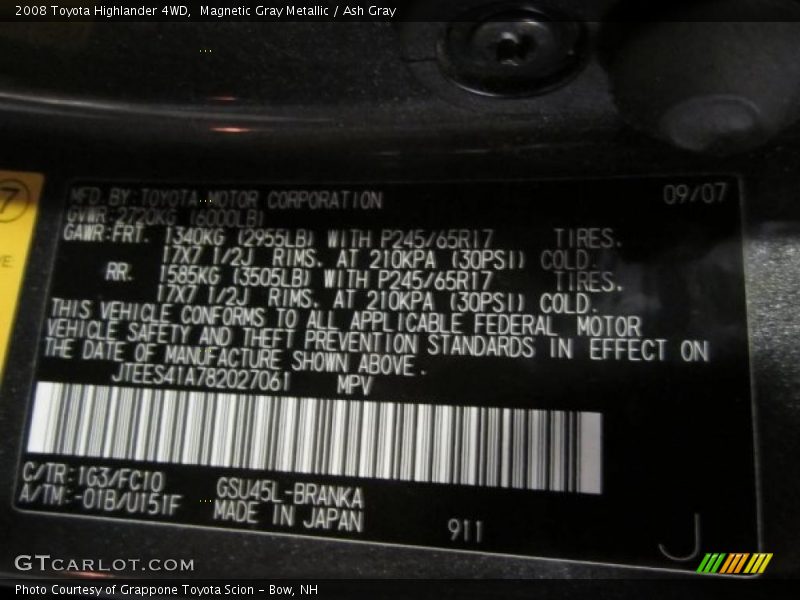 2008 Toyota Highlander 4WD,  Magnetic Gray Metallic / Ash Gray
7
MFD. BY: TOYOTA MOTOR CORPORATION 09/07
GVWR: 2720KG (6000LB)
GAWR: FRT. 1340KG (2955LB) WITH P245/65R17 TIRES.
17X7 1/2J RIMS. AT 210KPA (30PSI) COLD.
RR. 1585KG (3505LB) WITH P245/65R17 TIRES.
17X7 1/2J RIMS. AT 210KPA (30PSI) COLD.
THIS VEHICLE CONFORMS TO ALL APPLICABLE FEDERAL MOTOR
VEHICLE SAFETY AND THEFT PREVENTION STANDARDS IN EFFECT ON
THE DATE OF MANUFACTURE SHOWN ABOVE.
JTEES41A782027061 MPV
C/TR: 1G3/FC10 GSU45L-BRANKA
A/TM: -01B/U151F MADE IN JAPAN 911
J
GTCARLOT.COM
Photo Courtesy of Grappone Toyota Scion - Bow, NH